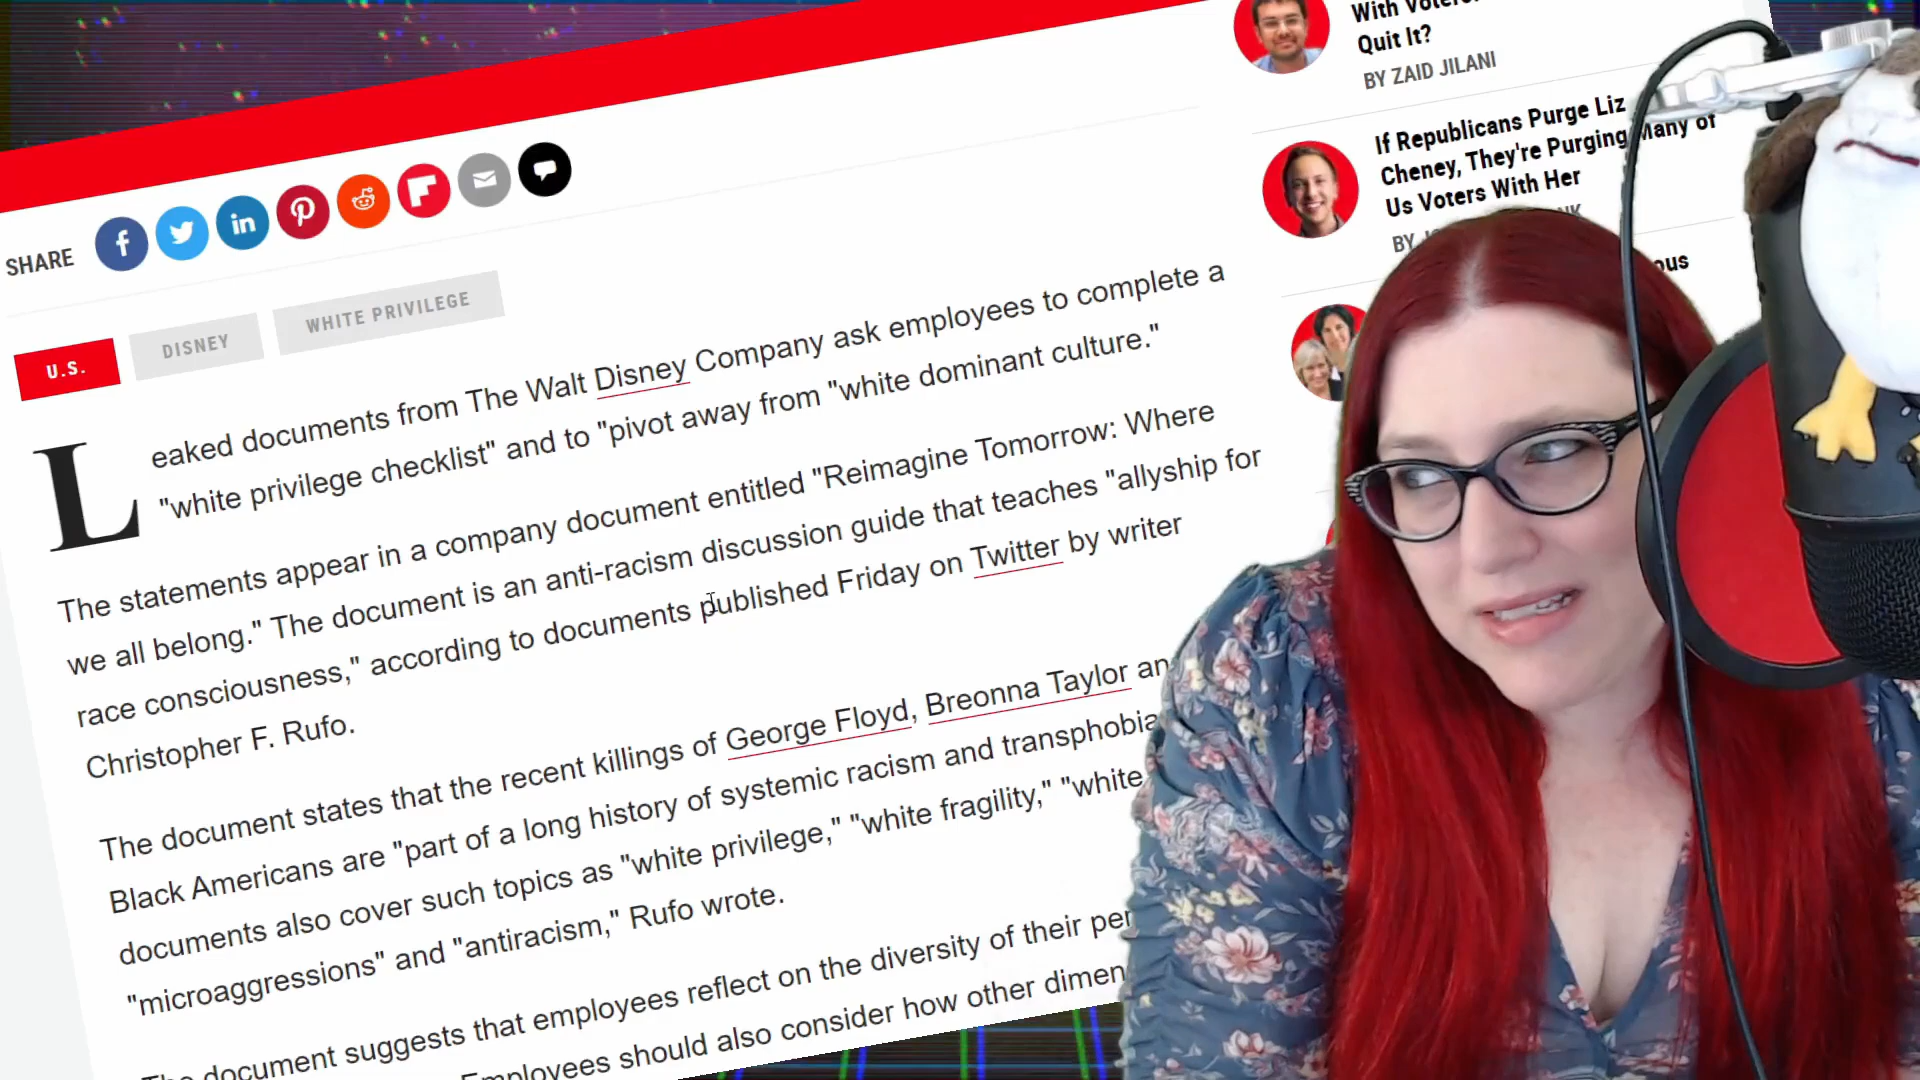 SHARE
U.S.
DISNEY
WHITE PRIVILEGE
Leaked documents from The Walt Disney Company ask employees to complete a
"white privilege checklist" and to "pivot away from "white dominant culture."
The statements appear in a company document entitled "Reimagine Tomorrow: Where
we all belong." The document is an anti-racism discussion guide that teaches "allyship for
race consciousness," according to documents published Friday on Twitter by writer
Christopher F. Rufo.
The document states that the recent killings of George Floyd, Breonna Taylor
Black Americans are "part of a long history of systemic racism and transphobia
documents also cover such topics as "white privilege," "white fragility," "white
"microaggressions" and "antiracism," Rufo wrote.
document suggests that employees reflect on the diversity of their
Employees should also consider how other
With
Quit It?
BY ZAID JILANI
If Republicans Purge Liz
Cheney, They're Purging Many of
Us Voters With Her
BY